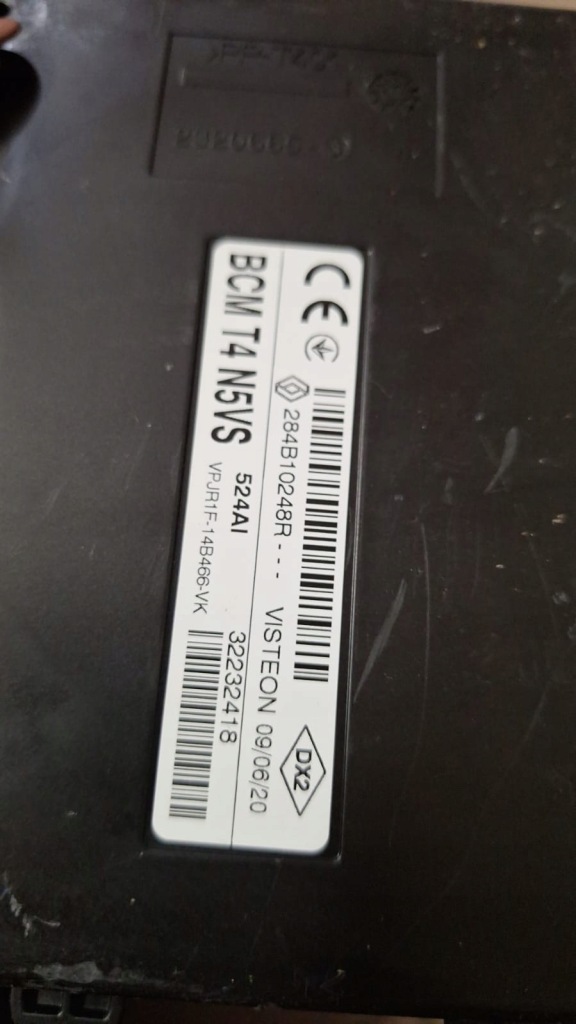 CE
284B10248R---
VISTEON 09/06/20
DX2
BCM T4 N5VS
524AI
32232418
VPJR1F-14B466-VK